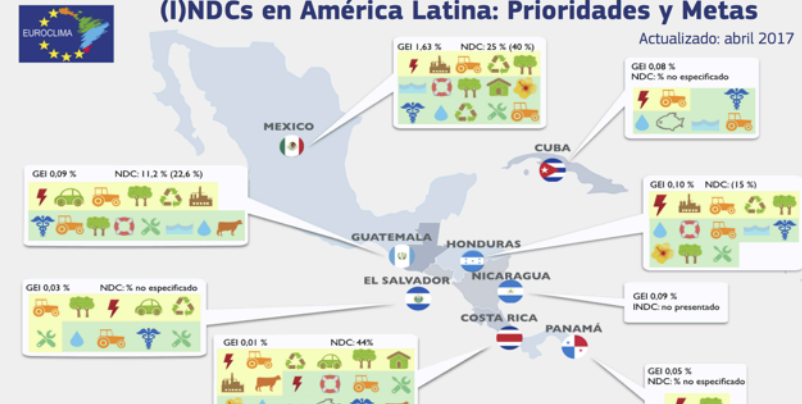 (I)NDCs en América Latina: Prioridades y Metas
EUROCLIMA
Actualizado: abril 2017
GEI 1,63 % NDC: 25 % (40 %)
GEI 0,08 %
NDC: % no especificado
MEXICO
CUBA
GEI 0,09 % NDC: 11,2 % (22,6 %)
GEI 0,10 % NDC: (15 %)
GUATEMALA
HONDURAS
EL SALVADOR
NICARAGUA
GEI 0,03 % NDC: % no especificado
GEI 0,09 %
INDC: no presentado
COSTA RICA
PANAMÁ
GEI 0,01 % NDC: 44%
GEI 0,05 %
NDC: % no especificado